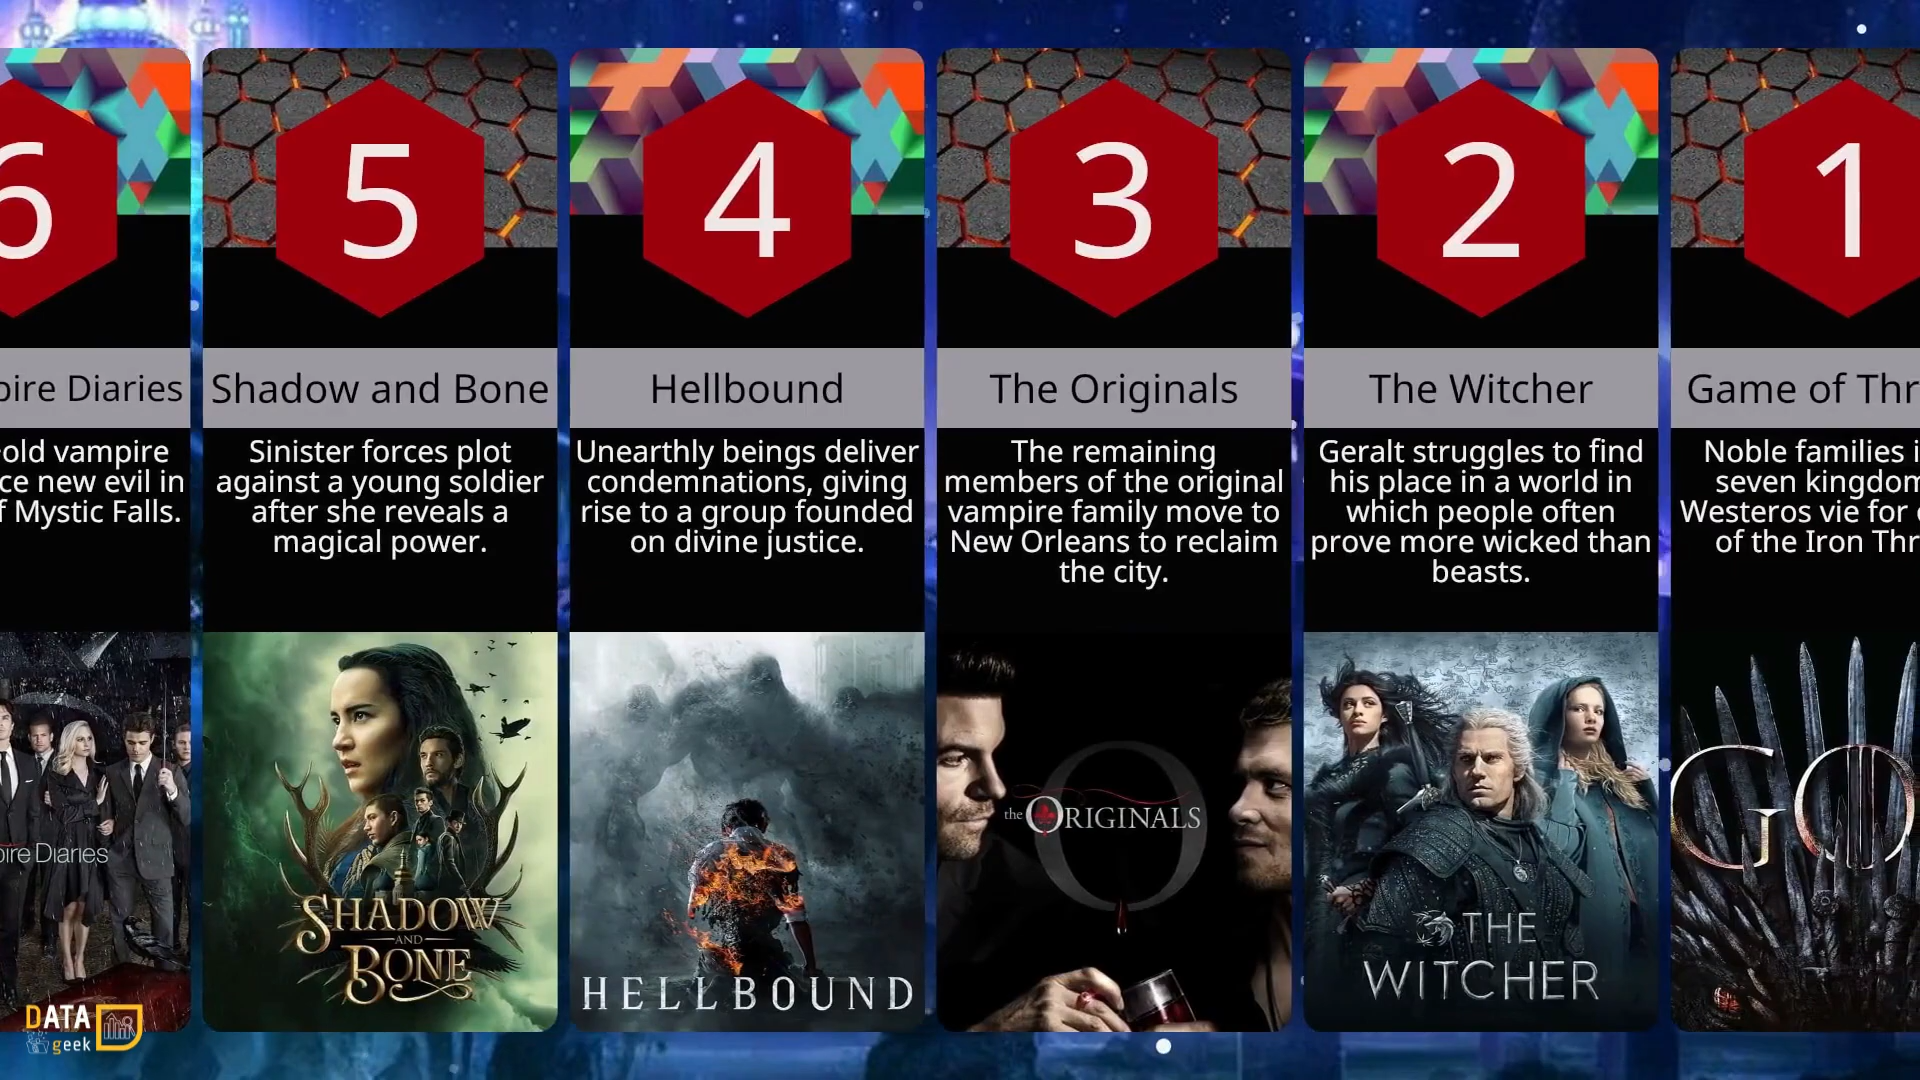 6
pire Diaries
old vampire
ce new evil in
f Mystic Falls.
pire Diaries
5
Shadow and Bone
Sinister forces plot
against a young soldier
after she reveals a
magical power.
SHADOW
AND
BONE
4
Hellbound
Unearthly beings deliver
condemnations, giving
rise to a group founded
on divine justice.
HELLBOUND
3
The Originals
The remaining
members of the original
vampire family move to
New Orleans to reclaim
the city.
the ORIGINALS
2
The Witcher
Geralt struggles to find
his place in a world in
which people often
prove more wicked than
beasts.
THE
WITCHER
1
Game of Thr
Noble families i
seven kingdom
Westeros vie for
of the Iron Thr
GO
DATA
geek